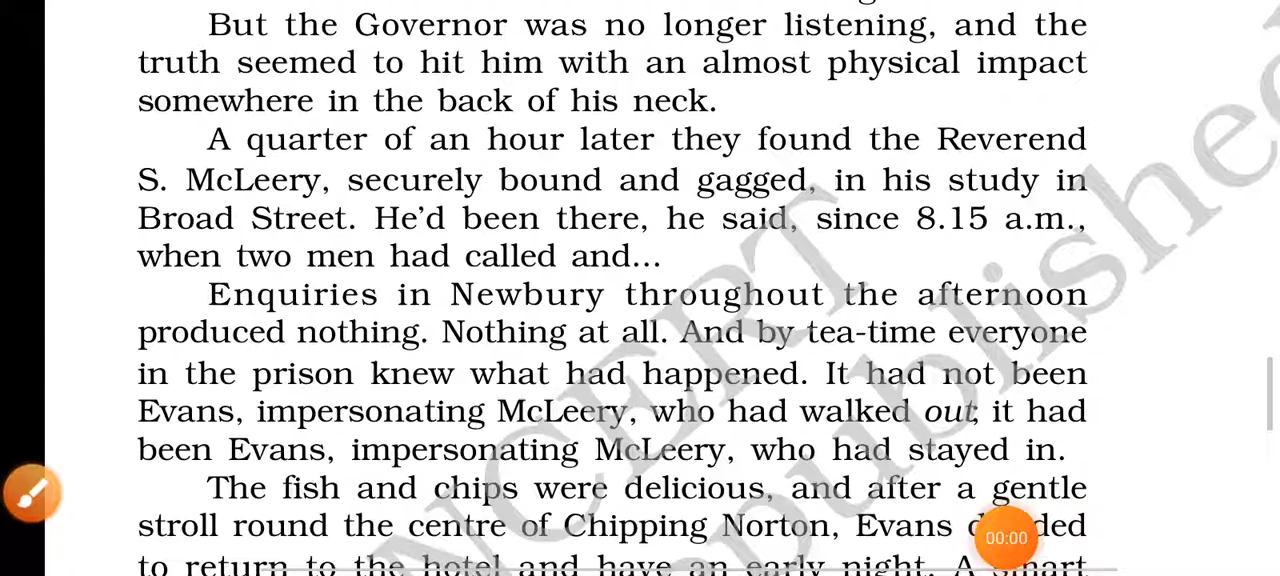 But the Governor was no longer listening, and the
truth seemed to hit him with an almost physical impact
somewhere in the back of his neck.
A quarter of an hour later they found the Reverend
S. McLeery, securely bound and gagged, in his study in
Broad Street. He'd been there, he said, since 8.15 a.m.,
when two men had called and...
Enquiries in Newbury throughout the afternoon
produced nothing. Nothing at all. And by tea-time everyone
in the prison knew what had happened. It had not been
Evans, impersonating McLeery, who had walked out; it had
been Evans, impersonating McLeery, who had stayed in.
The fish and chips were delicious, and after a gentle
stroll round the centre of Chipping Norton, Evans
to return to the hotel and have an early night. A smart
00:00
NCERT
published